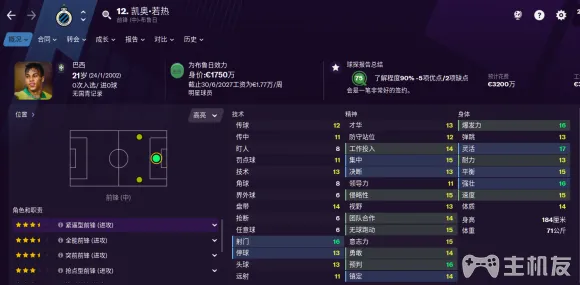 12. 凯奥·若热
前锋 (中)-布鲁日
概况 合同 转会 成长 报告 对比 历史
巴西
21岁 (24/1/2002)
0次入选/进0球
无国青记录
为布鲁日效力
身价:€1750万
截止30/6/2027工资为€1.77万/周
明星球员
75
球探报告总结
了解程度90% -5项优点/2项缺点
会是一笔非常好的签约。
预计花费
€3200万
位置
高亮
前锋 (中)
角色和职责
紧逼型前锋 (进攻)
全能前锋 (进攻)
突前前锋 (进攻)
抢点型前锋 (进攻)
技术
传球 12
传中 11
盯人 8
罚点球 11
技术 13
角球 8
界外球 6
盘带 12
抢断 6
任意球 6
射门 16
停球 13
头球 13
远射 11
精神
才华 13
防守站位 12
工作投入 14
集中 15
决断 13
领导力 11
侵略性 15
视野 13
团队合作 14
无球跑动 15
意志力 15
勇敢 14
预判 16
镇定 14
身体
爆发力 16
弹跳 13
灵活 17
耐力 13
平衡 15
强壮 16
速度 15
体质 14
身高 184厘米
体重 71公斤
主机友